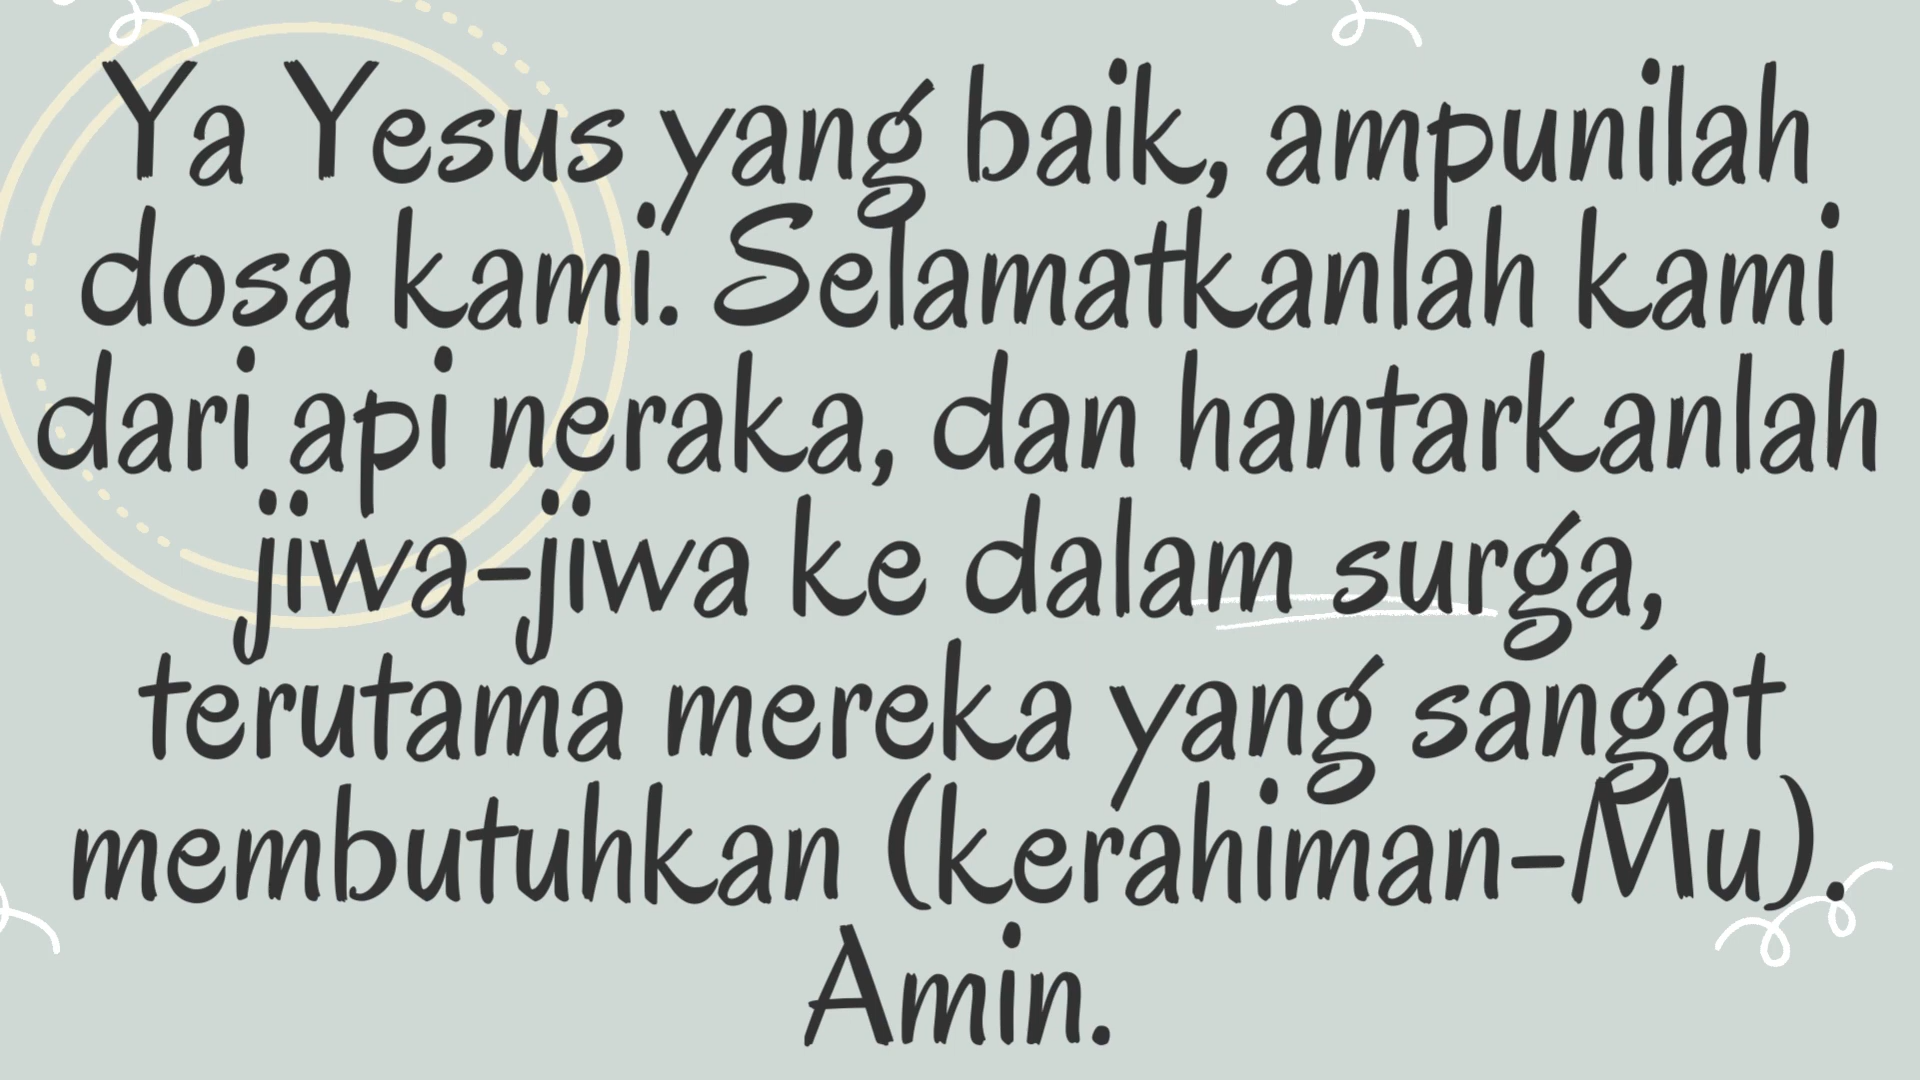 Ya Yesus yang baik, ampunilah
dosa kami. Selamatkanlah kami
dari api neraka, dan hantarkanlah
jiwa-jiwa ke dalam surga,
terutama mereka yang sangat
membutuhkan (kerahiman-Mu).
Amin.